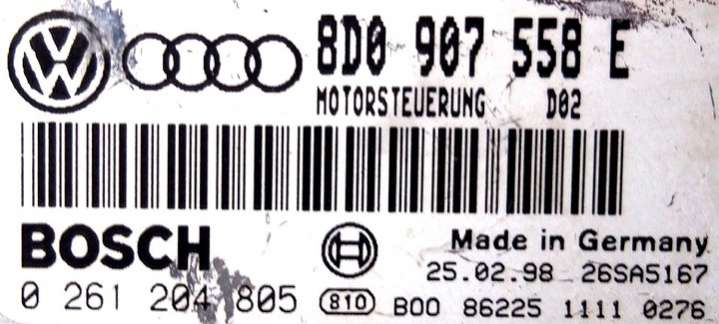 8D0 907 558 E
MOTORSTEUERUNG D02
BOSCH
Made in Germany
25.02.98 26SA5167
0 261 204 805 810 B00 86225 1111 0276